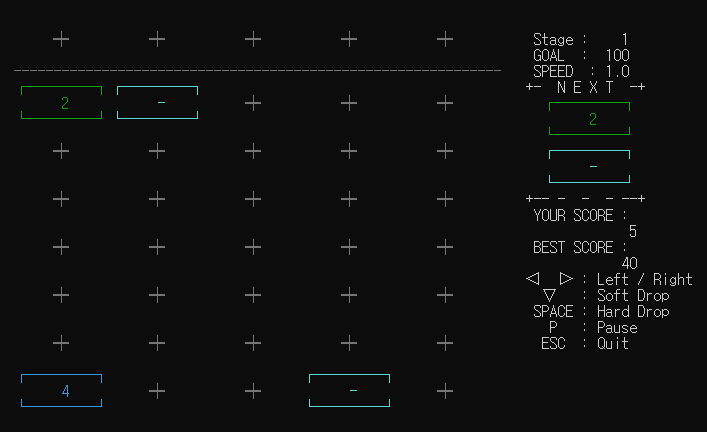 Stage :    1
GOAL  :  100
SPEED  : 1.0
+-  N E X T  -+
2
-
+-- -  -  - --+
YOUR SCORE :
5
BEST SCORE :
40
◁  ▷ : Left / Right
▽   : Soft Drop
SPACE : Hard Drop
P   : Pause
ESC  : Quit
2  -
4  -